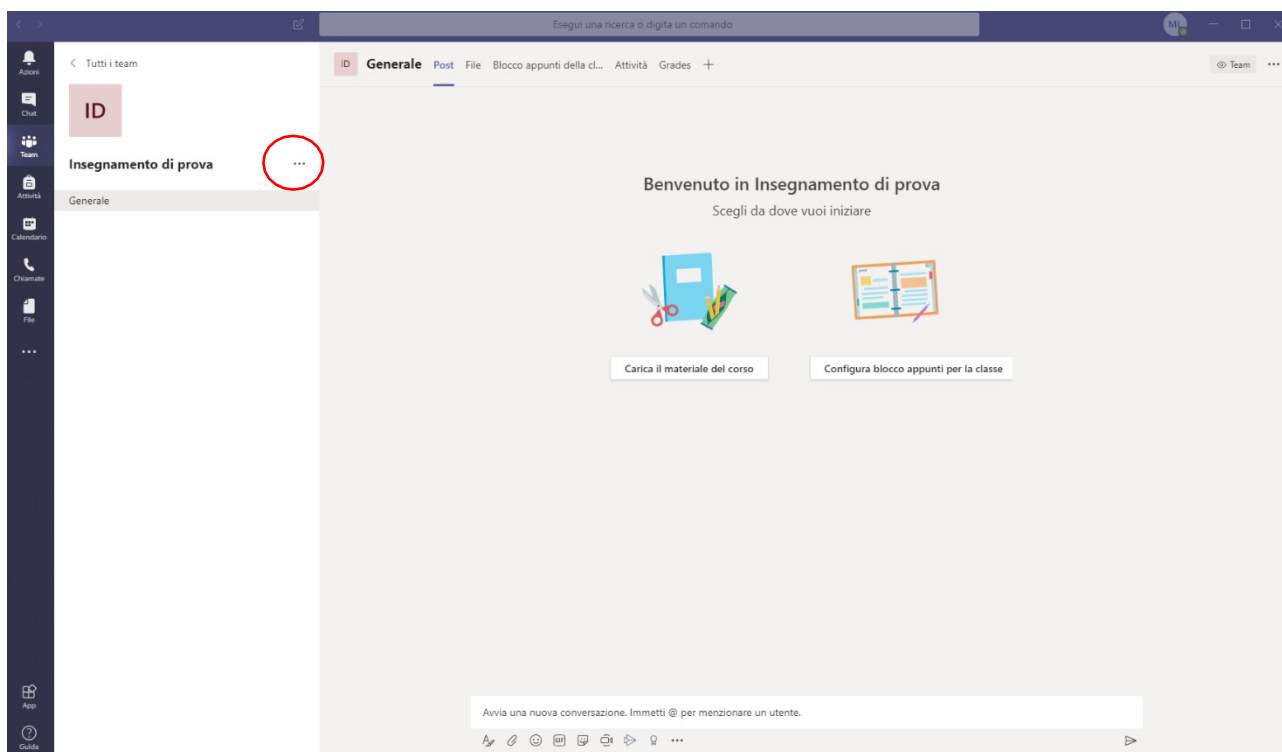 Esegui una ricerca o digita un comando
ML
Azioni
Chat
Team
Attività
Calendario
Chiamate
File
App
Guida
Tutti i team
ID
Insegnamento di prova
Generale
ID Generale Post File Blocco appunti della cl... Attività Grades
Team
Benvenuto in Insegnamento di prova
Scegli da dove vuoi iniziare
Carica il materiale del corso
Configura blocco appunti per la classe
Avvia una nuova conversazione. Immetti @ per menzionare un utente.
GIF